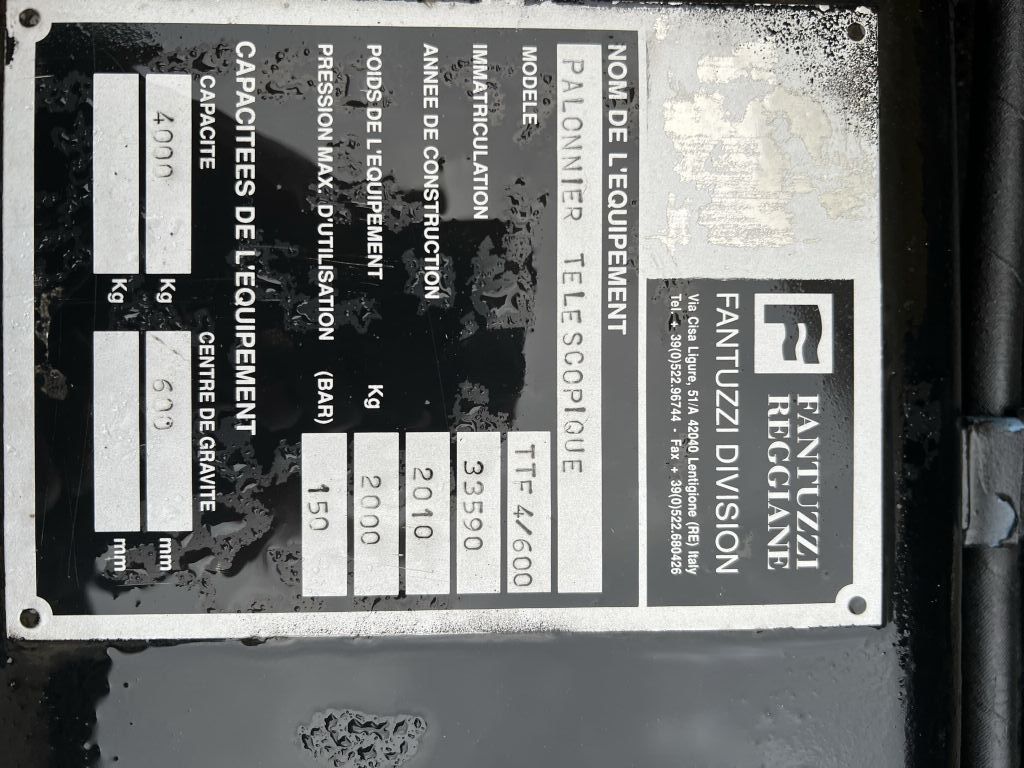 FANTUZZI
REGGIANE
FANTUZZI DIVISION
Via Cisa Ligure, 51/A 42040 Lentigione (RE) Italy
Tel. + 39(0)522.96744 - Fax + 39(0)522.680426
NOM DE L'EQUIPEMENT
PALONNIER TELESCOPIQUE
MODELE TTF 4/600
IMMATRICULATION 33590
ANNEE DE CONSTRUCTION 2010
POIDS DE L'EQUIPEMENT Kg 2000
PRESSION MAX. D'UTILISATION (BAR) 150
CAPACITEES DE L'EQUIPEMENT
CAPACITE CENTRE DE GRAVITE
4000 Kg 600 mm
Kg mm